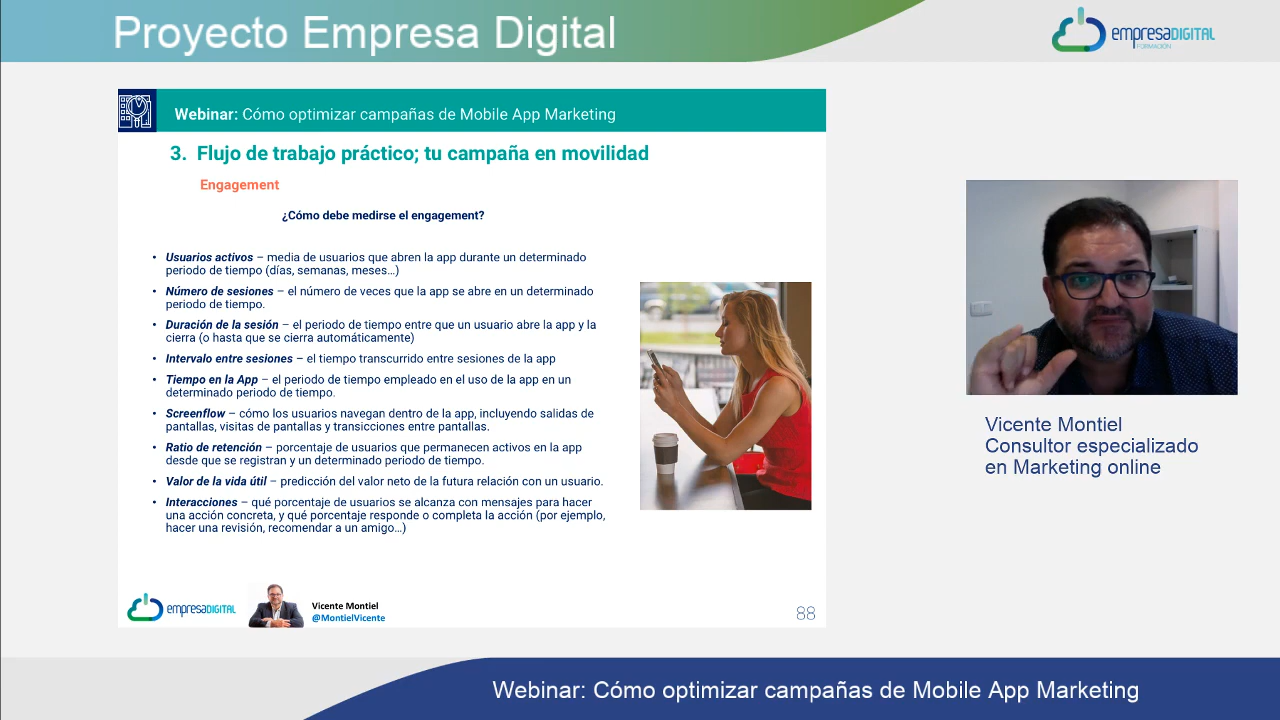 Proyecto Empresa Digital
empresaDIGITAL
FORMACIÓN
Webinar: Cómo optimizar campañas de Mobile App Marketing
3. Flujo de trabajo práctico; tu campaña en movilidad
Engagement
¿Cómo debe medirse el engagement?
• Usuarios activos – media de usuarios que abren la app durante un determinado
periodo de tiempo (días, semanas, meses…)
• Número de sesiones – el número de veces que la app se abre en un determinado
periodo de tiempo.
• Duración de la sesión – el periodo de tiempo entre que un usuario abre la app y la
cierra (o hasta que se cierra automáticamente)
• Intervalo entre sesiones – el tiempo transcurrido entre sesiones de la app
• Tiempo en la App – el periodo de tiempo empleado en el uso de la app en un
determinado periodo de tiempo.
• Screenflow – cómo los usuarios navegan dentro de la app, incluyendo salidas de
pantallas, visitas de pantallas y transicciones entre pantallas.
• Ratio de retención – porcentaje de usuarios que permanecen activos en la app
desde que se registran y un determinado periodo de tiempo.
• Valor de la vida útil – predicción del valor neto de la futura relación con un usuario.
• Interacciones – qué porcentaje de usuarios se alcanza con mensajes para hacer
una acción concreta, y qué porcentaje responde o completa la acción (por ejemplo,
hacer una revisión, recomendar a un amigo…)
empresaDIGITAL
Vicente Montiel
@MontielVicente
88
Vicente Montiel
Consultor especializado
en Marketing online
Webinar: Cómo optimizar campañas de Mobile App Marketing